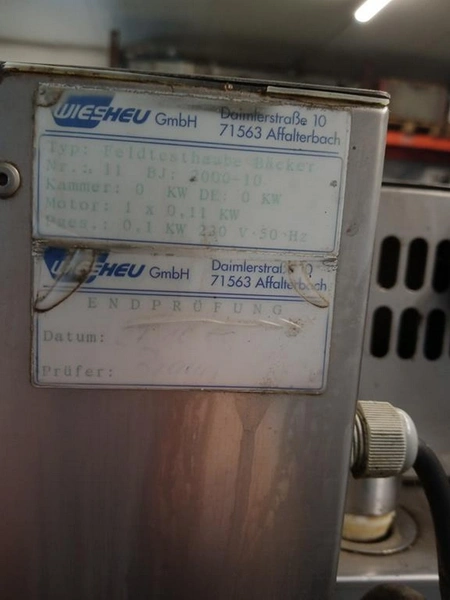 WIESHEU GmbH
Daimlerstraße 10
71563 Affalterbach
Typ: Feldtesthaube Bäcker
Nr.: 11 BJ: 2000-10
Kammer: 0 KW DE: 0 KW
Motor: 1 x 0,11 KW
Ges.: 0,1 KW 230 V-50 Hz
WIESHEU GmbH
Daimlerstraße 10
71563 Affalterbach
ENDPRÜFUNG
Datum:
Prüfer: